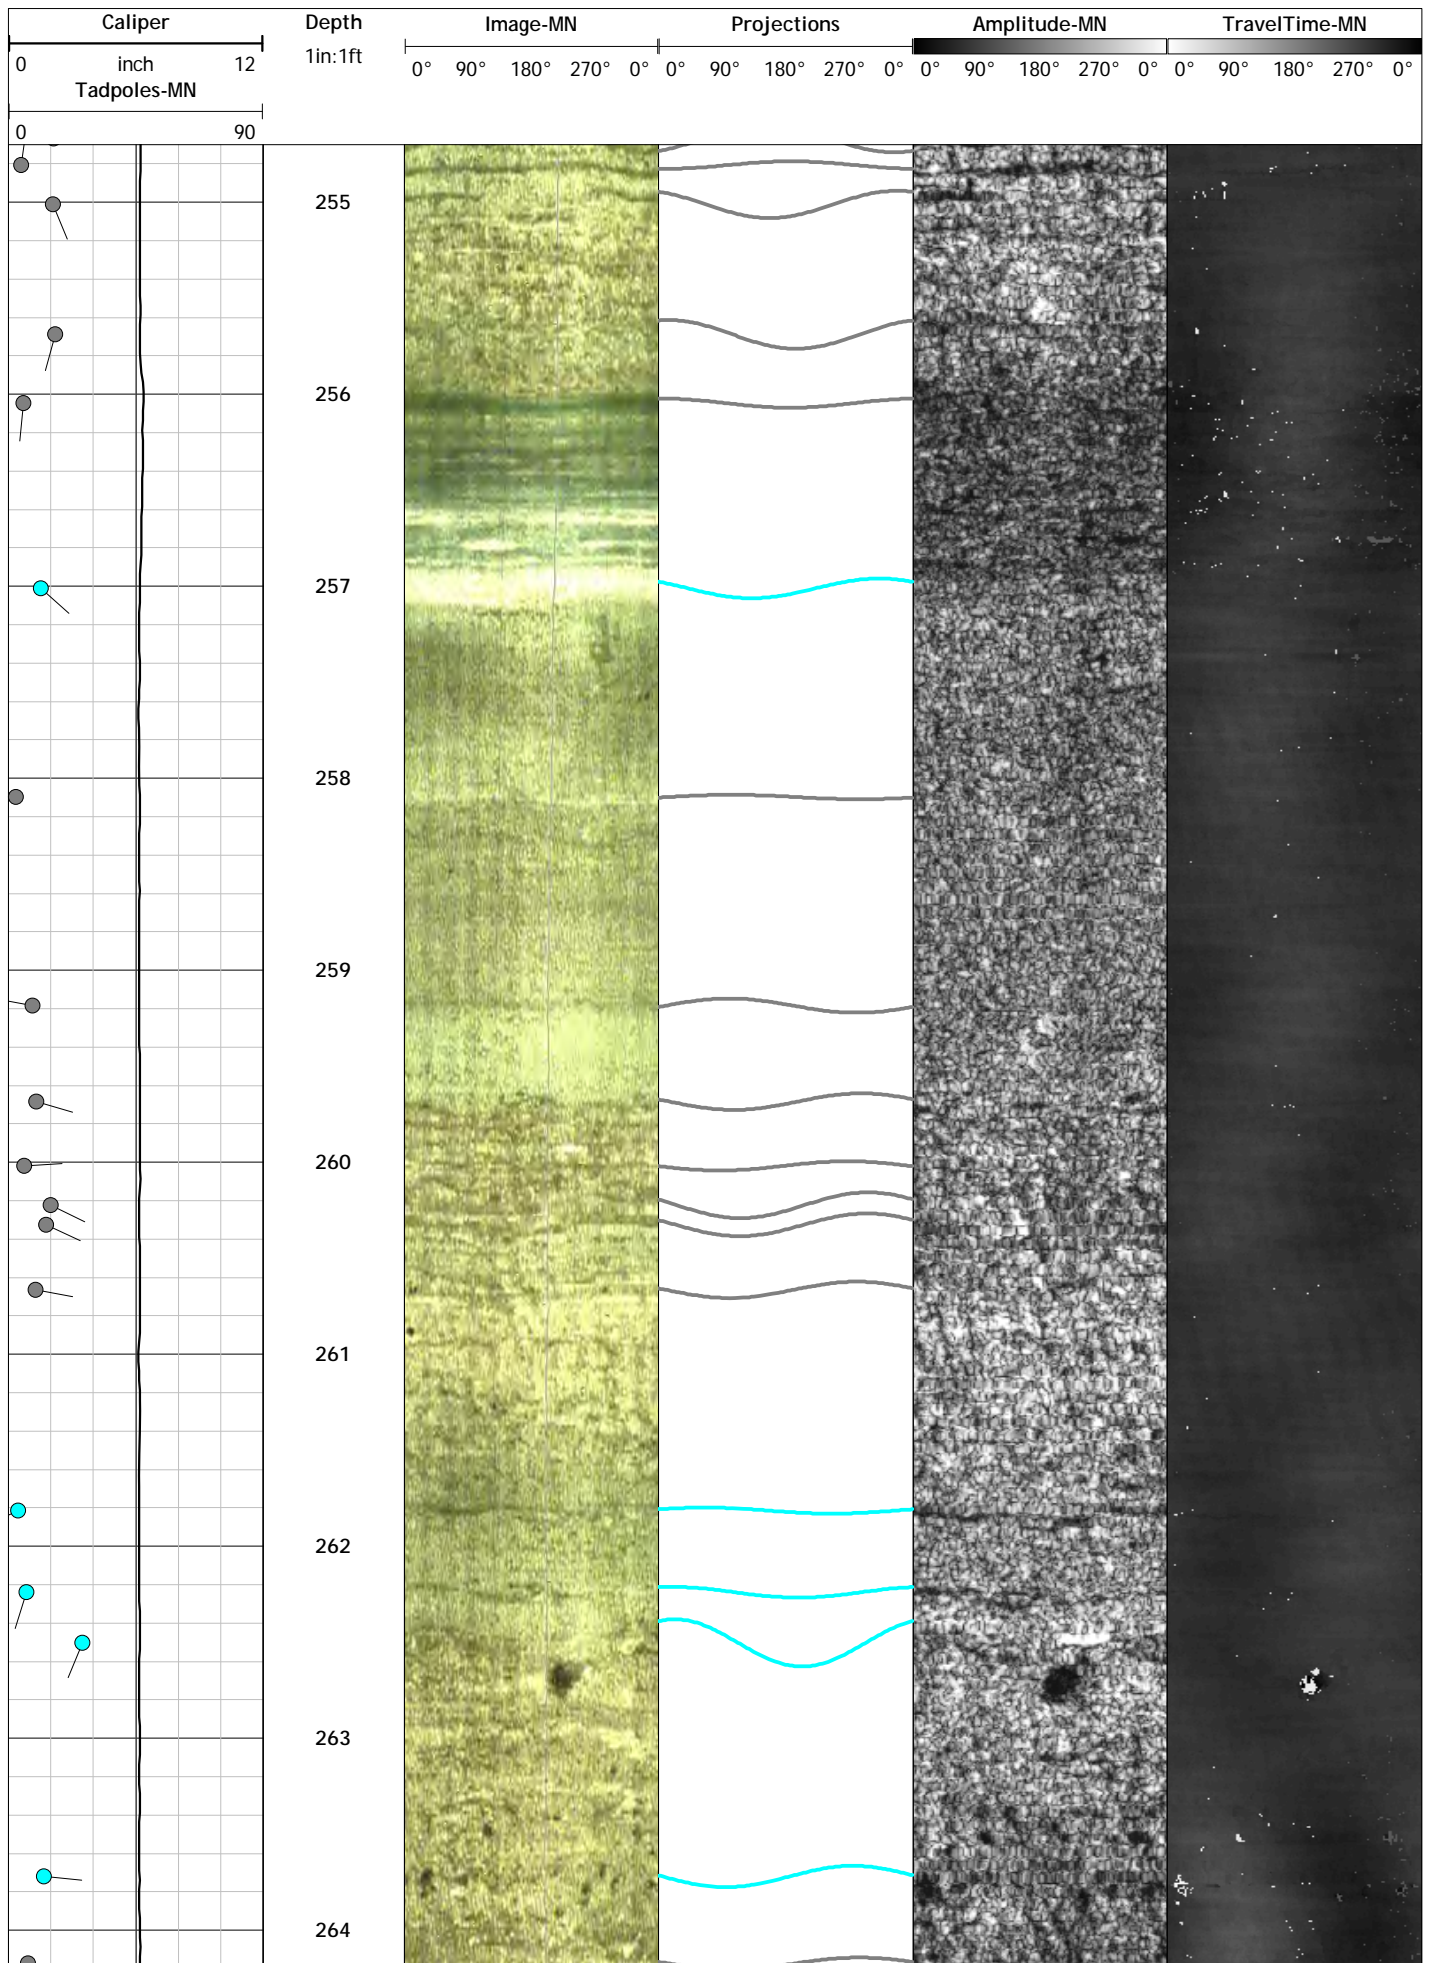 Caliper Depth Image-MN Projections Amplitude-MN TravelTime-MN
0 inch 12 1in:1ft
0° 90° 180° 270° 0° 0° 90° 180° 270° 0° 0° 90° 180° 270° 0° 0° 90° 180° 270° 0°
Tadpoles-MN
0 90
255
256
257
258
259
260
261
262
263
264